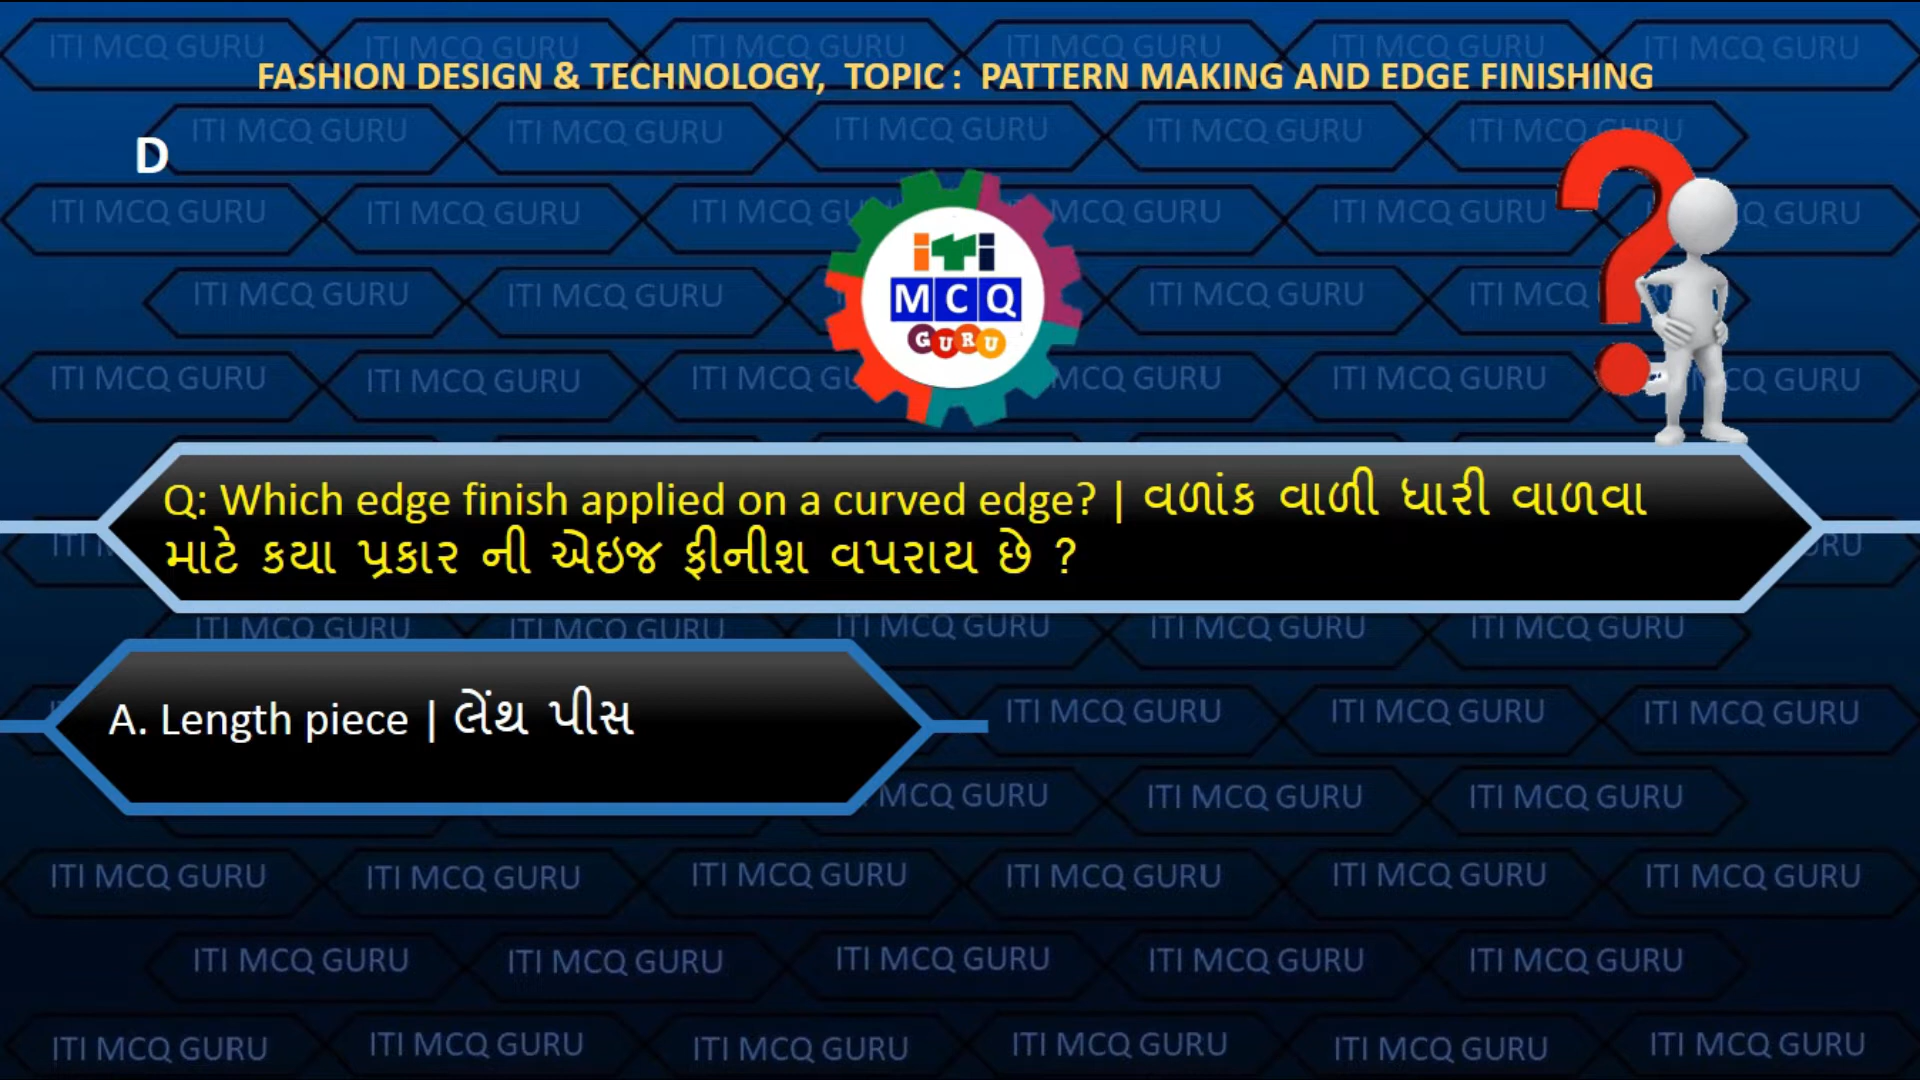 FASHION DESIGN & TECHNOLOGY, TOPIC : PATTERN MAKING AND EDGE FINISHING
D
iTi
MCQ
GURU
Q: Which edge finish applied on a curved edge? | વળાંક વાળી ધારી વાળવા
માટે કયા પ્રકાર ની એઇજ ફીનીશ વપરાય છે ?
A. Length piece | લેંથ પીસ
ITI MCQ GURU